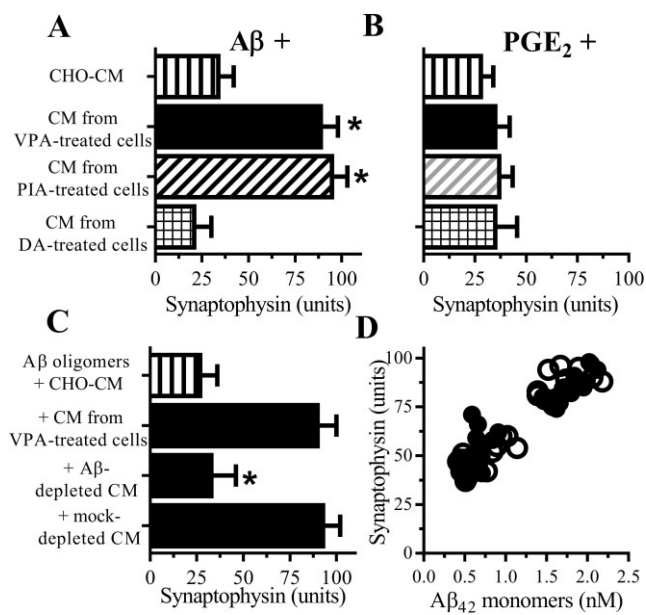 A
Aβ +
B
PGE₂ +
CHO-CM
CM from
VPA-treated cells
*
CM from
PIA-treated cells
*
CM from
DA-treated cells
0 25 50 75 100
Synaptophysin (units)
0 25 50 75 100
Synaptophysin (units)
C
Aβ oligomers
+ CHO-CM
+ CM from
VPA-treated cells
+ Aβ-
depleted CM
*
+ mock-
depleted CM
0 25 50 75 100
Synaptophysin (units)
D
Synaptophysin (units)
100
75
50
25
0
0.0 0.5 1.0 1.5 2.0 2.5
Aβ₄₂ monomers (nM)